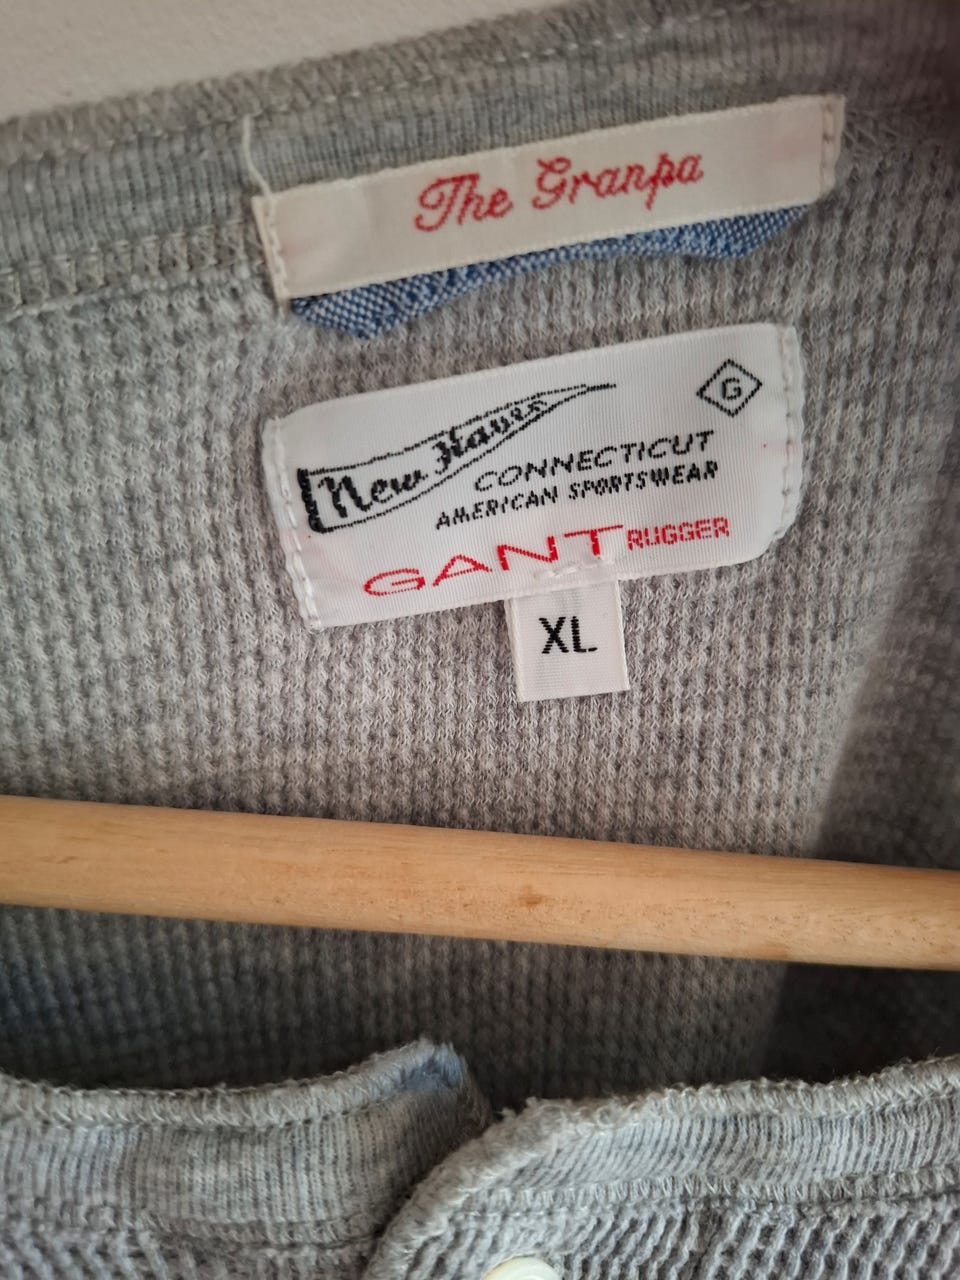 The Granpa
G
New Haven
CONNECTICUT
AMERICAN SPORTSWEAR
GANT RUGGER
XL